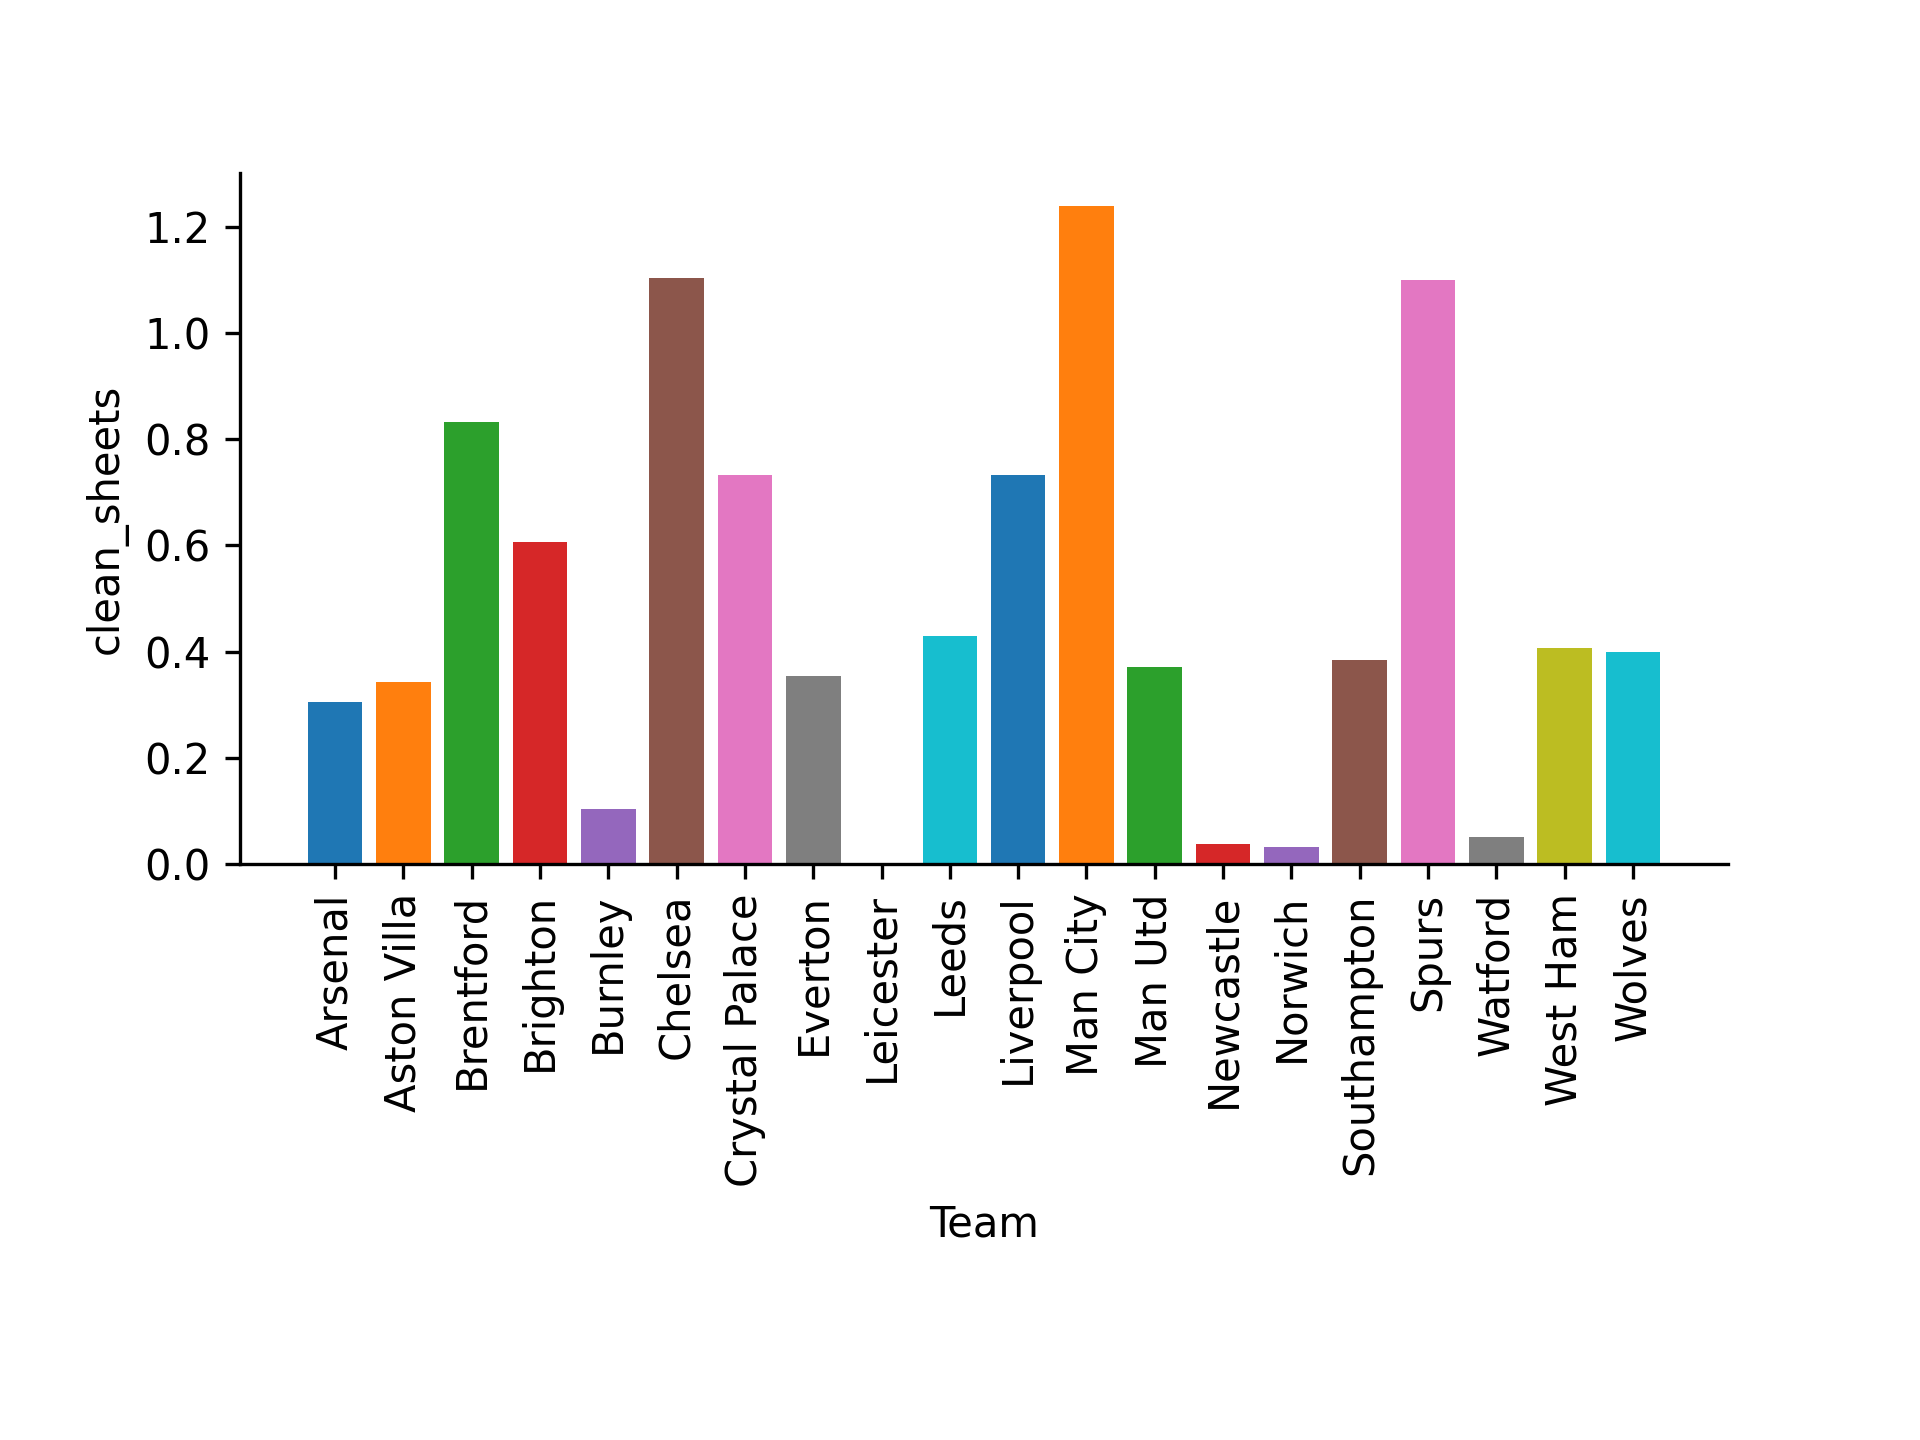 clean_sheets
1.2
1.0
0.8
0.6
0.4
0.2
0.0
Arsenal
Aston Villa
Brentford
Brighton
Burnley
Chelsea
Crystal Palace
Everton
Leicester
Leeds
Liverpool
Man City
Man Utd
Newcastle
Norwich
Southampton
Spurs
Watford
West Ham
Wolves
Team